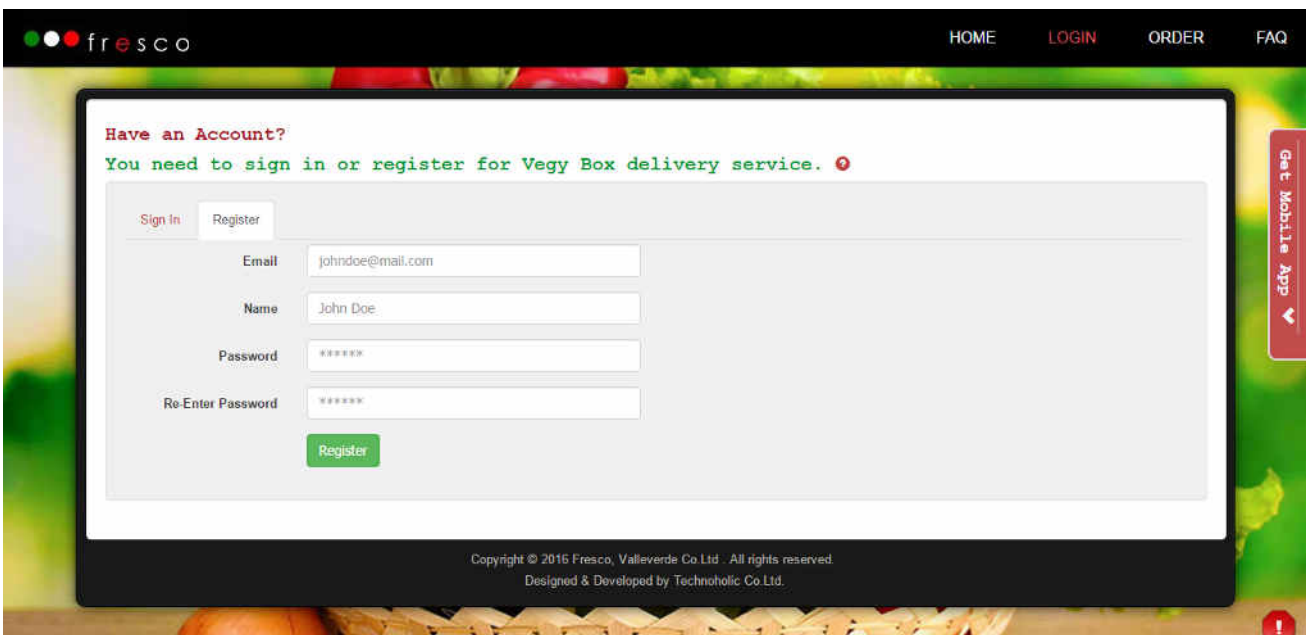 fresco
HOME LOGIN ORDER FAQ
Have an Account?
You need to sign in or register for Vegy Box delivery service.
Get Mobile App
Sign In Register
Email johndoe@mail.com
Name John Doe
Password ******
Re-Enter Password ******
Register
Copyright © 2016 Fresco, Valleverde Co.Ltd . All rights reserved.
Designed & Developed by Technoholic Co.Ltd.